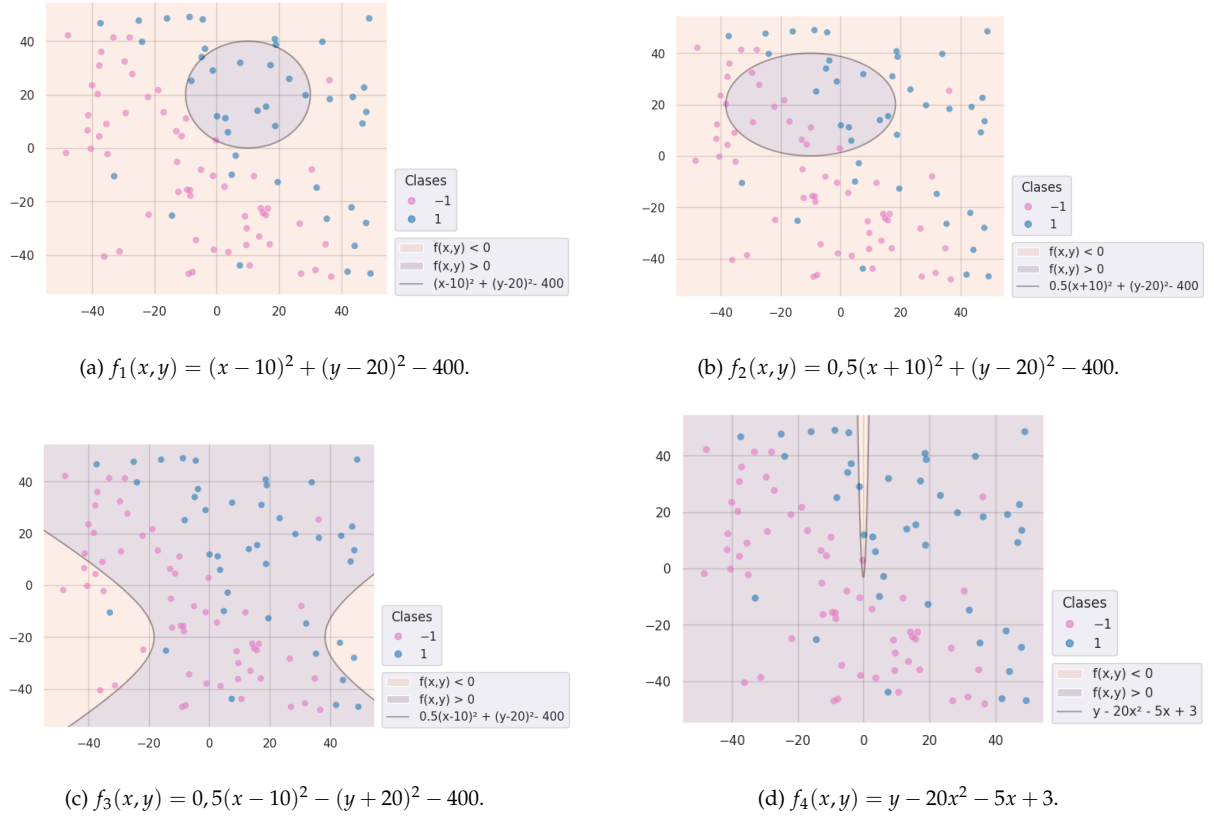 40
20
0
−20
−40
−40
−20
0
20
40
Clases
−1
1
f(x,y) < 0
f(x,y) > 0
(x-10)² + (y-20)²- 400
(a) f₁(x, y) = (x − 10)² + (y − 20)² − 400.
40
20
0
−20
−40
−40
−20
0
20
40
Clases
−1
1
f(x,y) < 0
f(x,y) > 0
0.5(x+10)² + (y-20)²- 400
(b) f₂(x, y) = 0, 5(x + 10)² + (y − 20)² − 400.
40
20
0
−20
−40
−40
−20
0
20
40
Clases
−1
1
f(x,y) < 0
f(x,y) > 0
0.5(x-10)² + (y-20)²- 400
(c) f₃(x, y) = 0, 5(x − 10)² − (y + 20)² − 400.
40
20
0
−20
−40
−40
−20
0
20
40
Clases
−1
1
f(x,y) < 0
f(x,y) > 0
y - 20x² - 5x + 3
(d) f₄(x, y) = y − 20x² − 5x + 3.